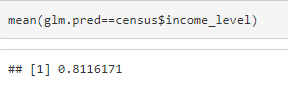 mean(glm.pred==census$income_level)
## [1] 0.8116171